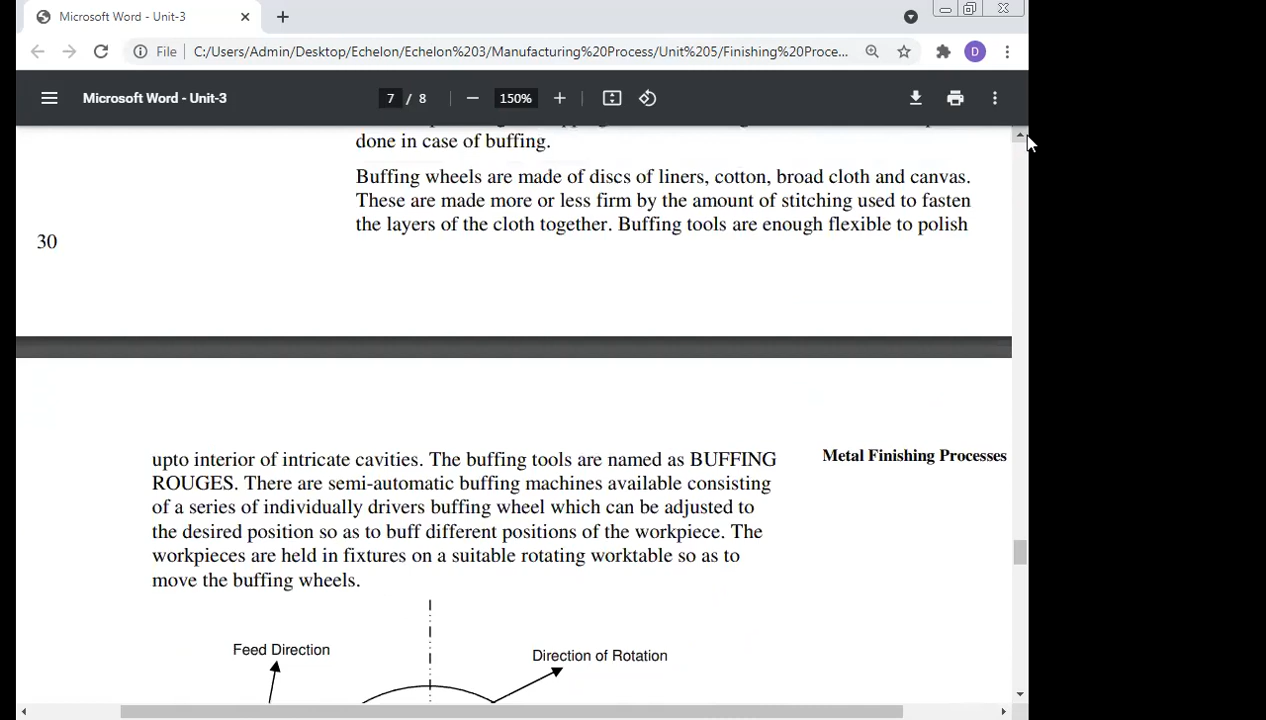 Microsoft Word - Unit-3
File C:/Users/Admin/Desktop/Echelon/Echelon%203/Manufacturing%20Process/Unit%205/Finishing%20Proce...
D
Microsoft Word - Unit-3 7 / 8 150%
done in case of buffing.
Buffing wheels are made of discs of liners, cotton, broad cloth and canvas.
These are made more or less firm by the amount of stitching used to fasten
the layers of the cloth together. Buffing tools are enough flexible to polish
30
upto interior of intricate cavities. The buffing tools are named as BUFFING
Metal Finishing Processes
ROUGES. There are semi-automatic buffing machines available consisting
of a series of individually drivers buffing wheel which can be adjusted to
the desired position so as to buff different positions of the workpiece. The
workpieces are held in fixtures on a suitable rotating worktable so as to
move the buffing wheels.
Feed Direction
Direction of Rotation